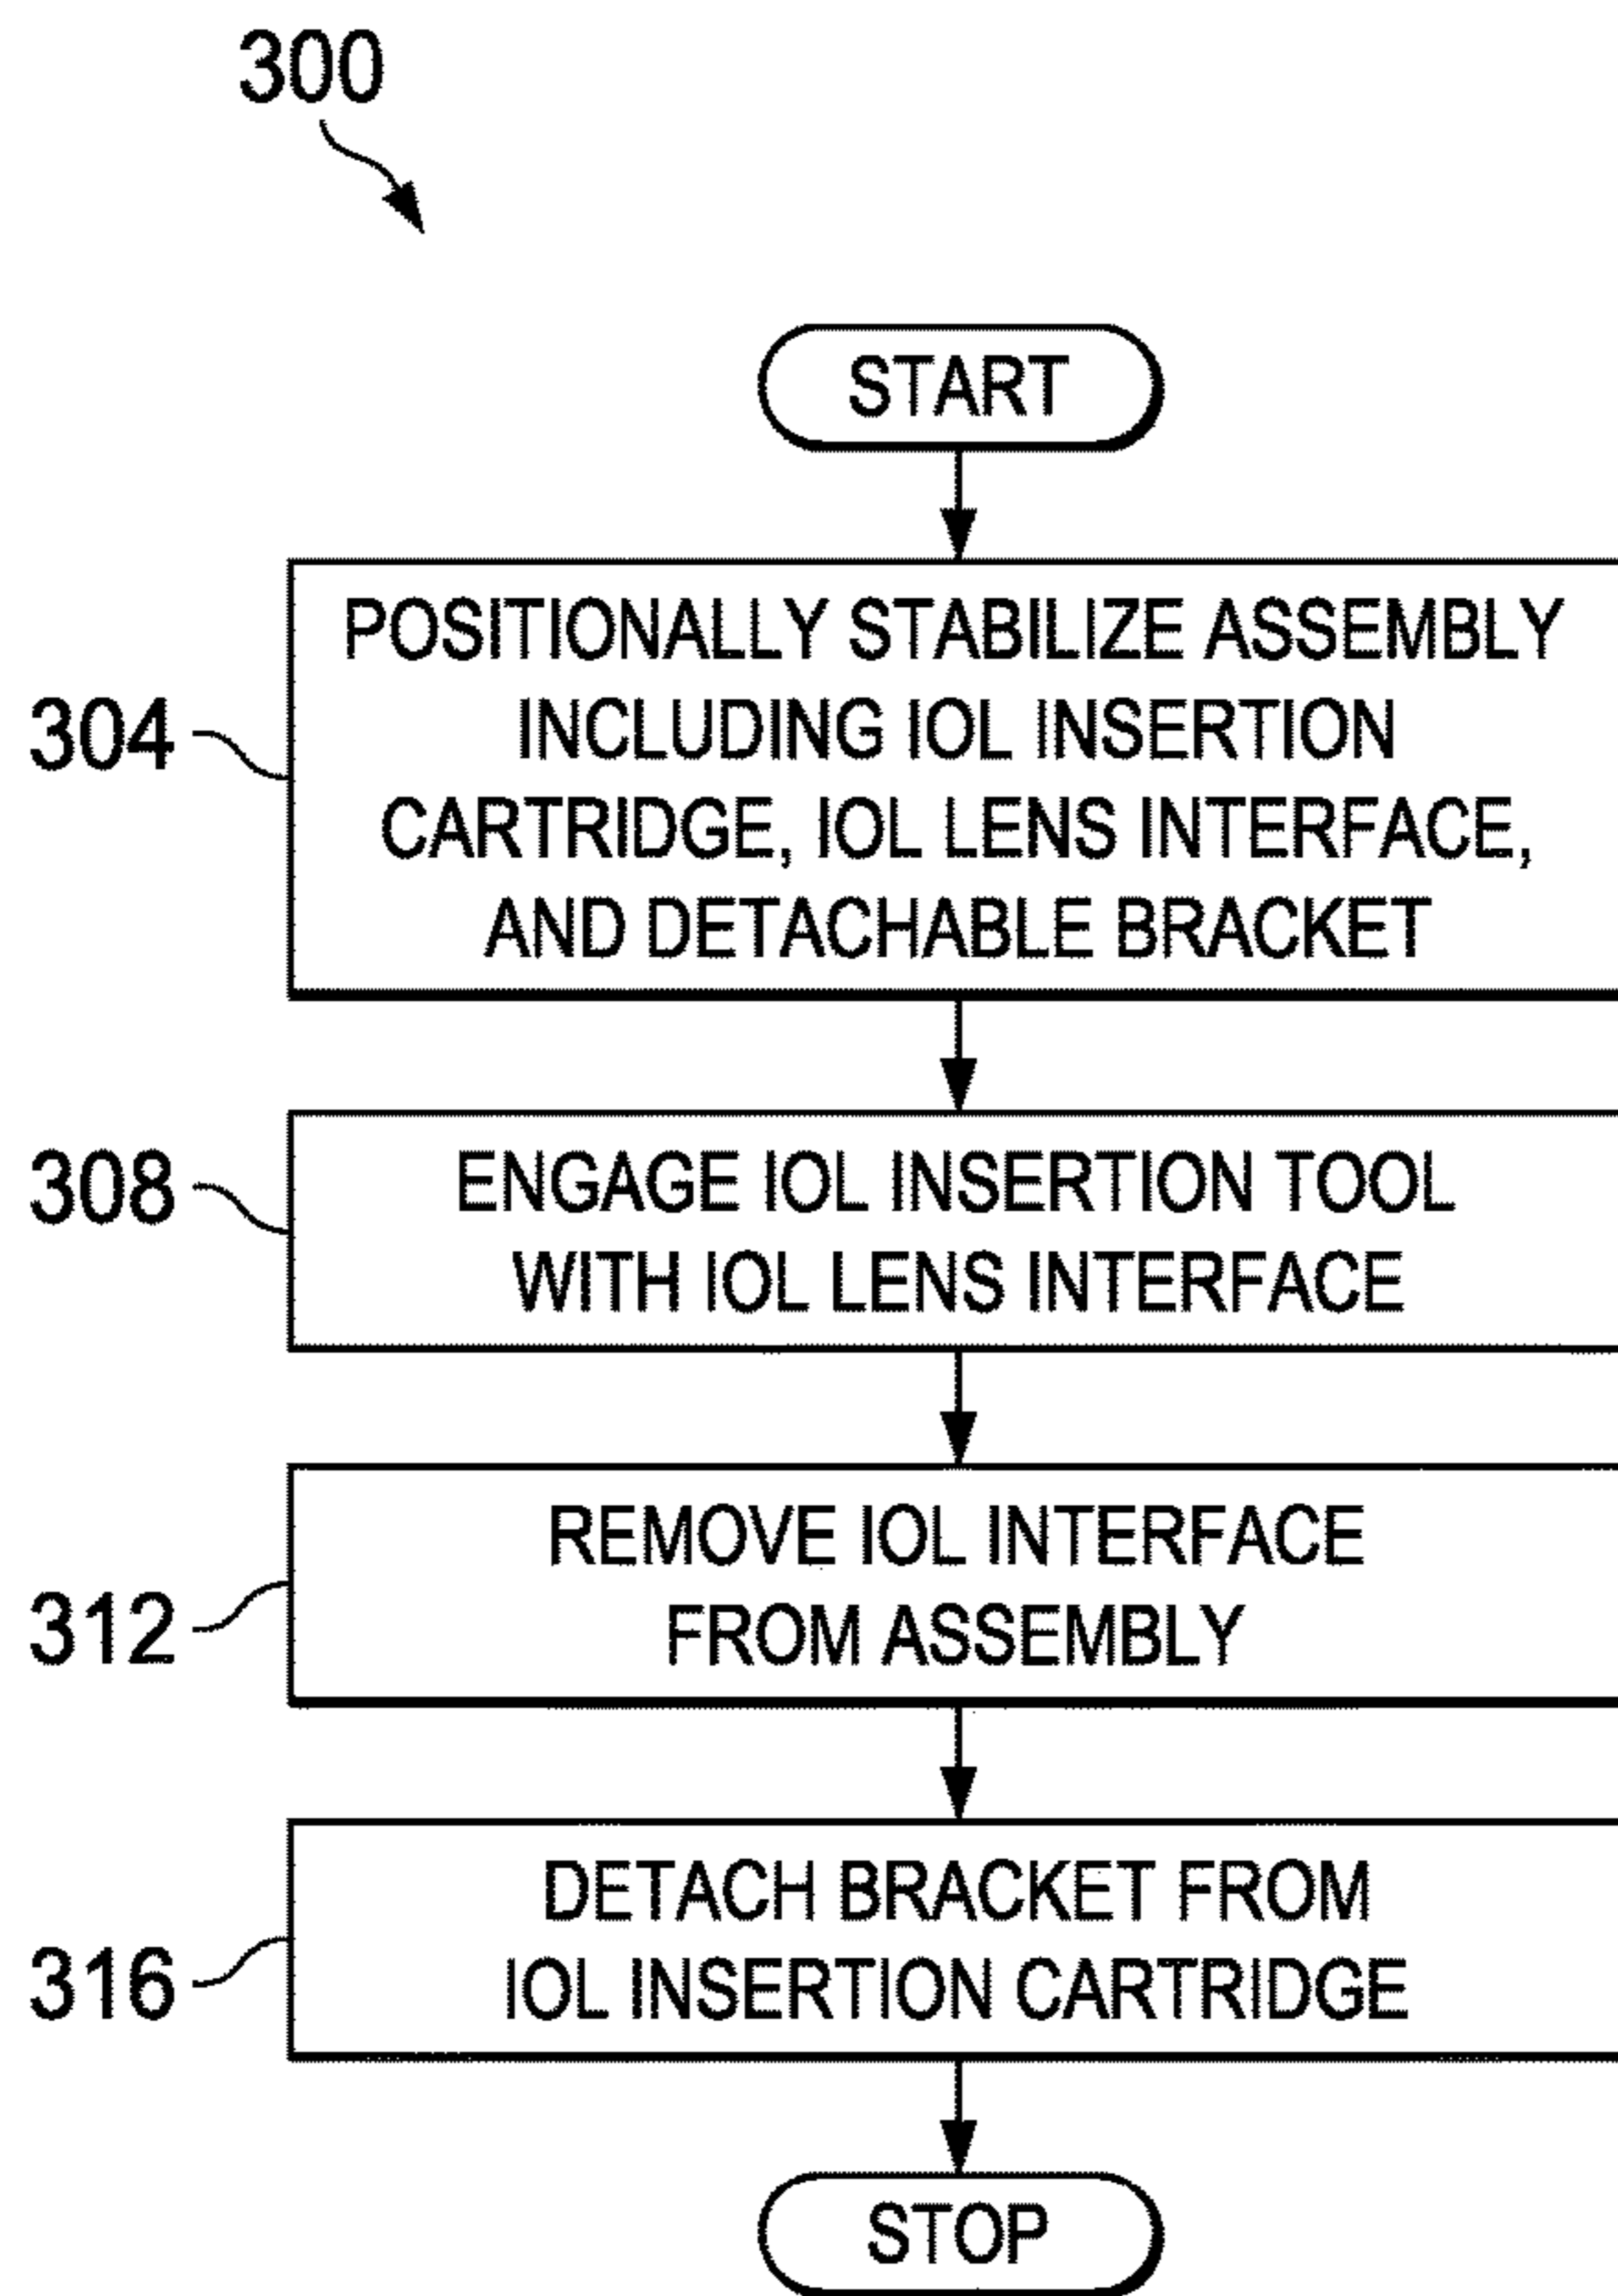 300
START
304
POSITIONALLY STABILIZE ASSEMBLY
INCLUDING IOL INSERTION
CARTRIDGE, IOL LENS INTERFACE,
AND DETACHABLE BRACKET
308
ENGAGE IOL INSERTION TOOL
WITH IOL LENS INTERFACE
312
REMOVE IOL INTERFACE
FROM ASSEMBLY
316
DETACH BRACKET FROM
IOL INSERTION CARTRIDGE
STOP